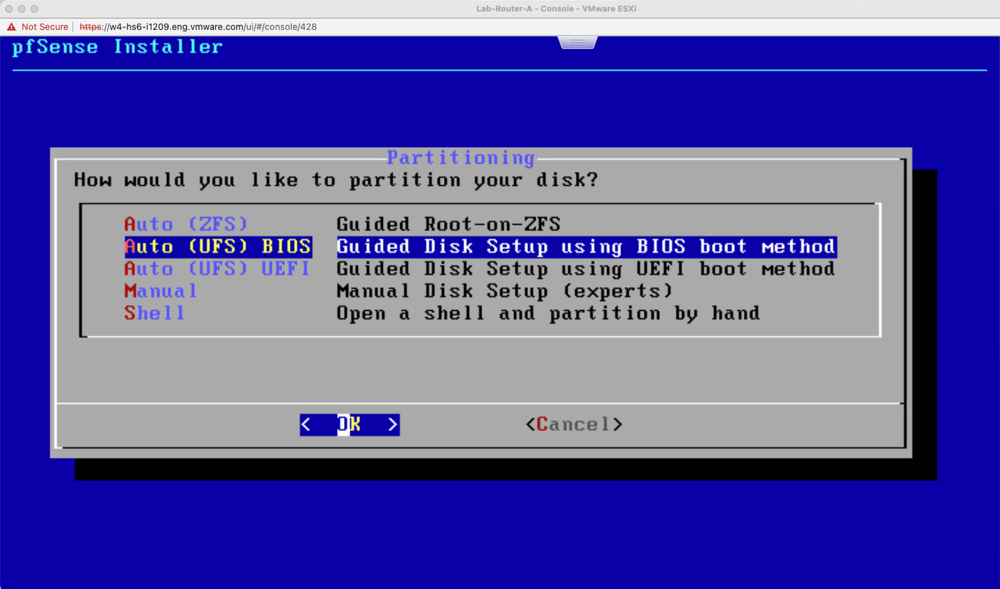 Lab-Router-A - Console - VMware ESXi
Not Secure | https://w4-hs6-i1209.eng.vmware.com/ui/#/console/428
pfSense Installer
Partitioning
How would you like to partition your disk?
Auto (ZFS) Guided Root-on-ZFS
Auto (UFS) BIOS Guided Disk Setup using BIOS boot method
Auto (UFS) UEFI Guided Disk Setup using UEFI boot method
Manual Manual Disk Setup (experts)
Shell Open a shell and partition by hand
< OK > <Cancel>